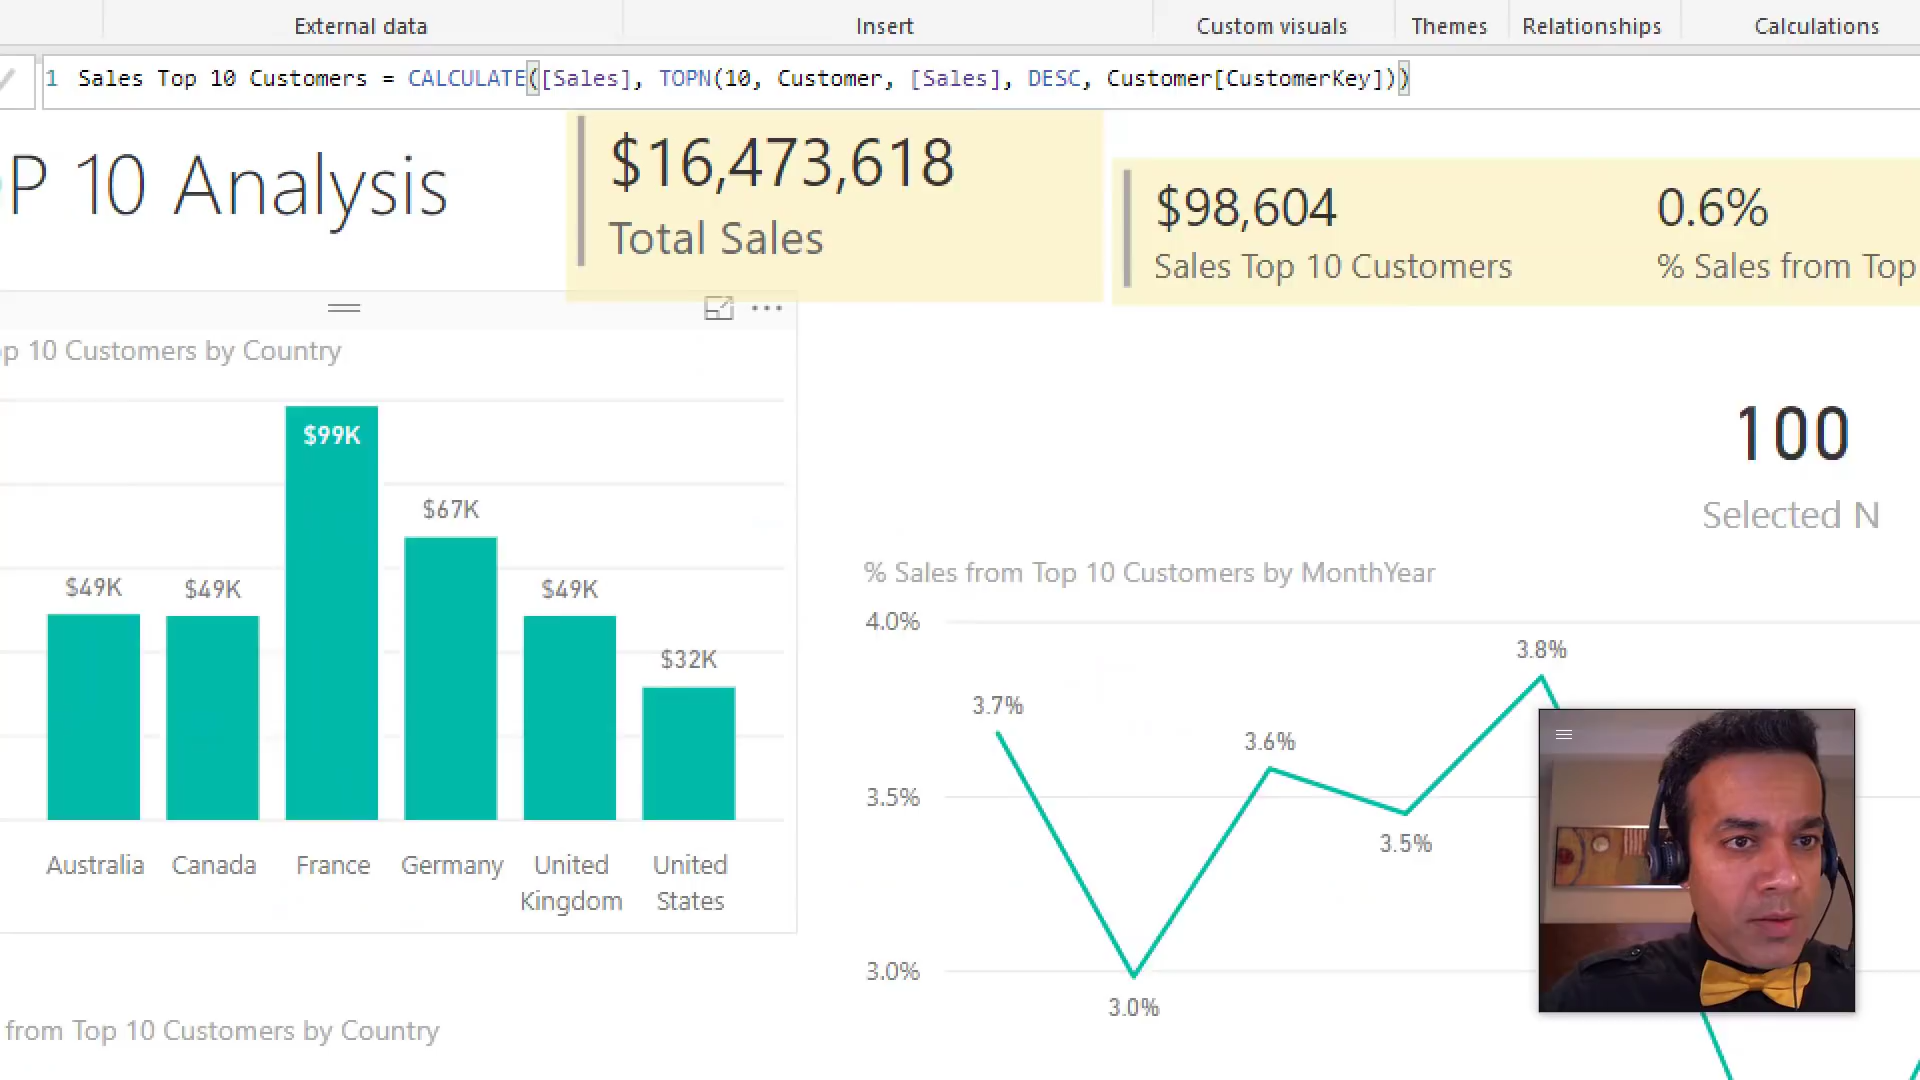 External data
Insert
Custom visuals
Themes
Relationships
Calculations
1 Sales Top 10 Customers = CALCULATE([Sales], TOPN(10, Customer, [Sales], DESC, Customer[CustomerKey]))
P 10 Analysis
$16,473,618
Total Sales
$98,604
Sales Top 10 Customers
0.6%
% Sales from Top
op 10 Customers by Country
$49K
$49K
$99K
$67K
$49K
$32K
Australia
Canada
France
Germany
United
Kingdom
United
States
100
Selected N
% Sales from Top 10 Customers by MonthYear
4.0%
3.5%
3.0%
3.7%
3.0%
3.6%
3.5%
3.8%
from Top 10 Customers by Country